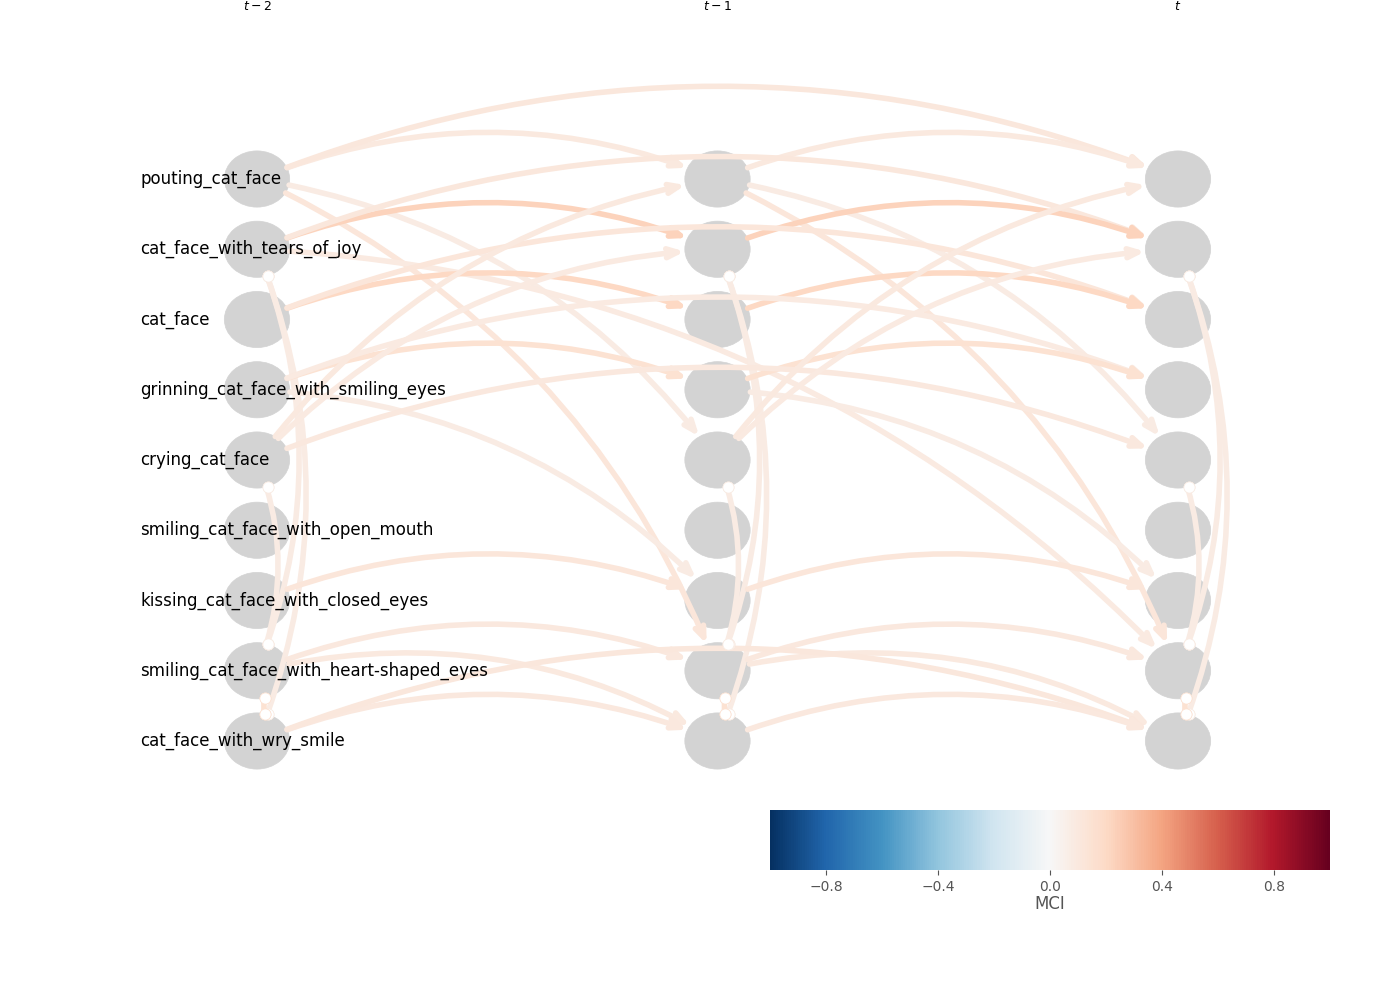 t − 2 t − 1 t
pouting_cat_face
cat_face_with_tears_of_joy
cat_face
grinning_cat_face_with_smiling_eyes
crying_cat_face
smiling_cat_face_with_open_mouth
kissing_cat_face_with_closed_eyes
smiling_cat_face_with_heart-shaped_eyes
cat_face_with_wry_smile
−0.8 −0.4 0.0 0.4 0.8
MCI